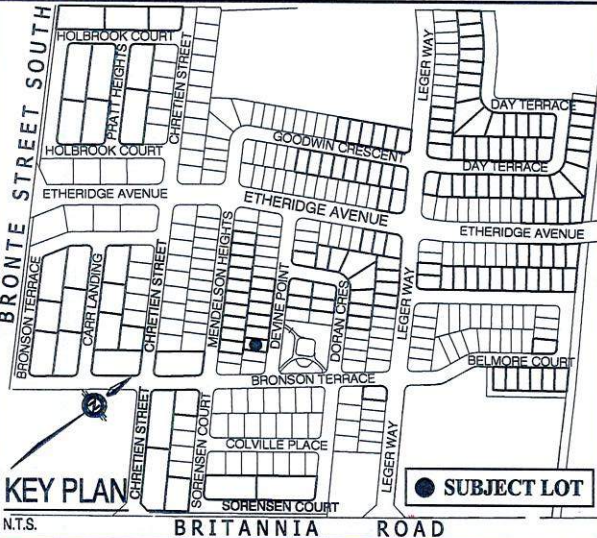 BRONTE STREET SOUTH
HOLBROOK COURT
PRATT HEIGHTS
CHRETIEN STREET
HOLBROOK COURT
ETHERIDGE AVENUE
GOODWIN CRESCENT
LEGER WAY
DAY TERRACE
DAY TERRACE
ETHERIDGE AVENUE
ETHERIDGE AVENUE
BRONSON TERRACE
CARR LANDING
CHRETIEN STREET
MENDELSON HEIGHTS
DEVINE POINT
DORAN CRES
LEGER WAY
BELMORE COURT
BRONSON TERRACE
N
CHRETIEN STREET
SORENSEN COURT
COLVILLE PLACE
LEGER WAY
KEY PLAN
SORENSEN COURT
SUBJECT LOT
N.T.S.
BRITANNIA ROAD